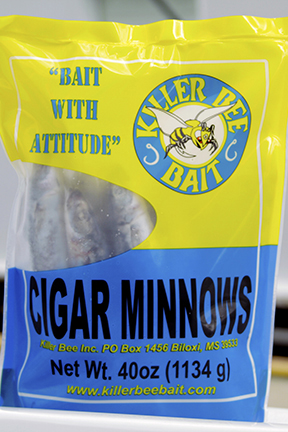 "BAIT
WITH
ATTITUDE"
KILLER BEE
BAIT
CIGAR MINNOWS
Killer Bee Inc. PO Box 1456 Biloxi, MS 39533
Net Wt. 40oz (1134 g)
www.killerbeebait.com